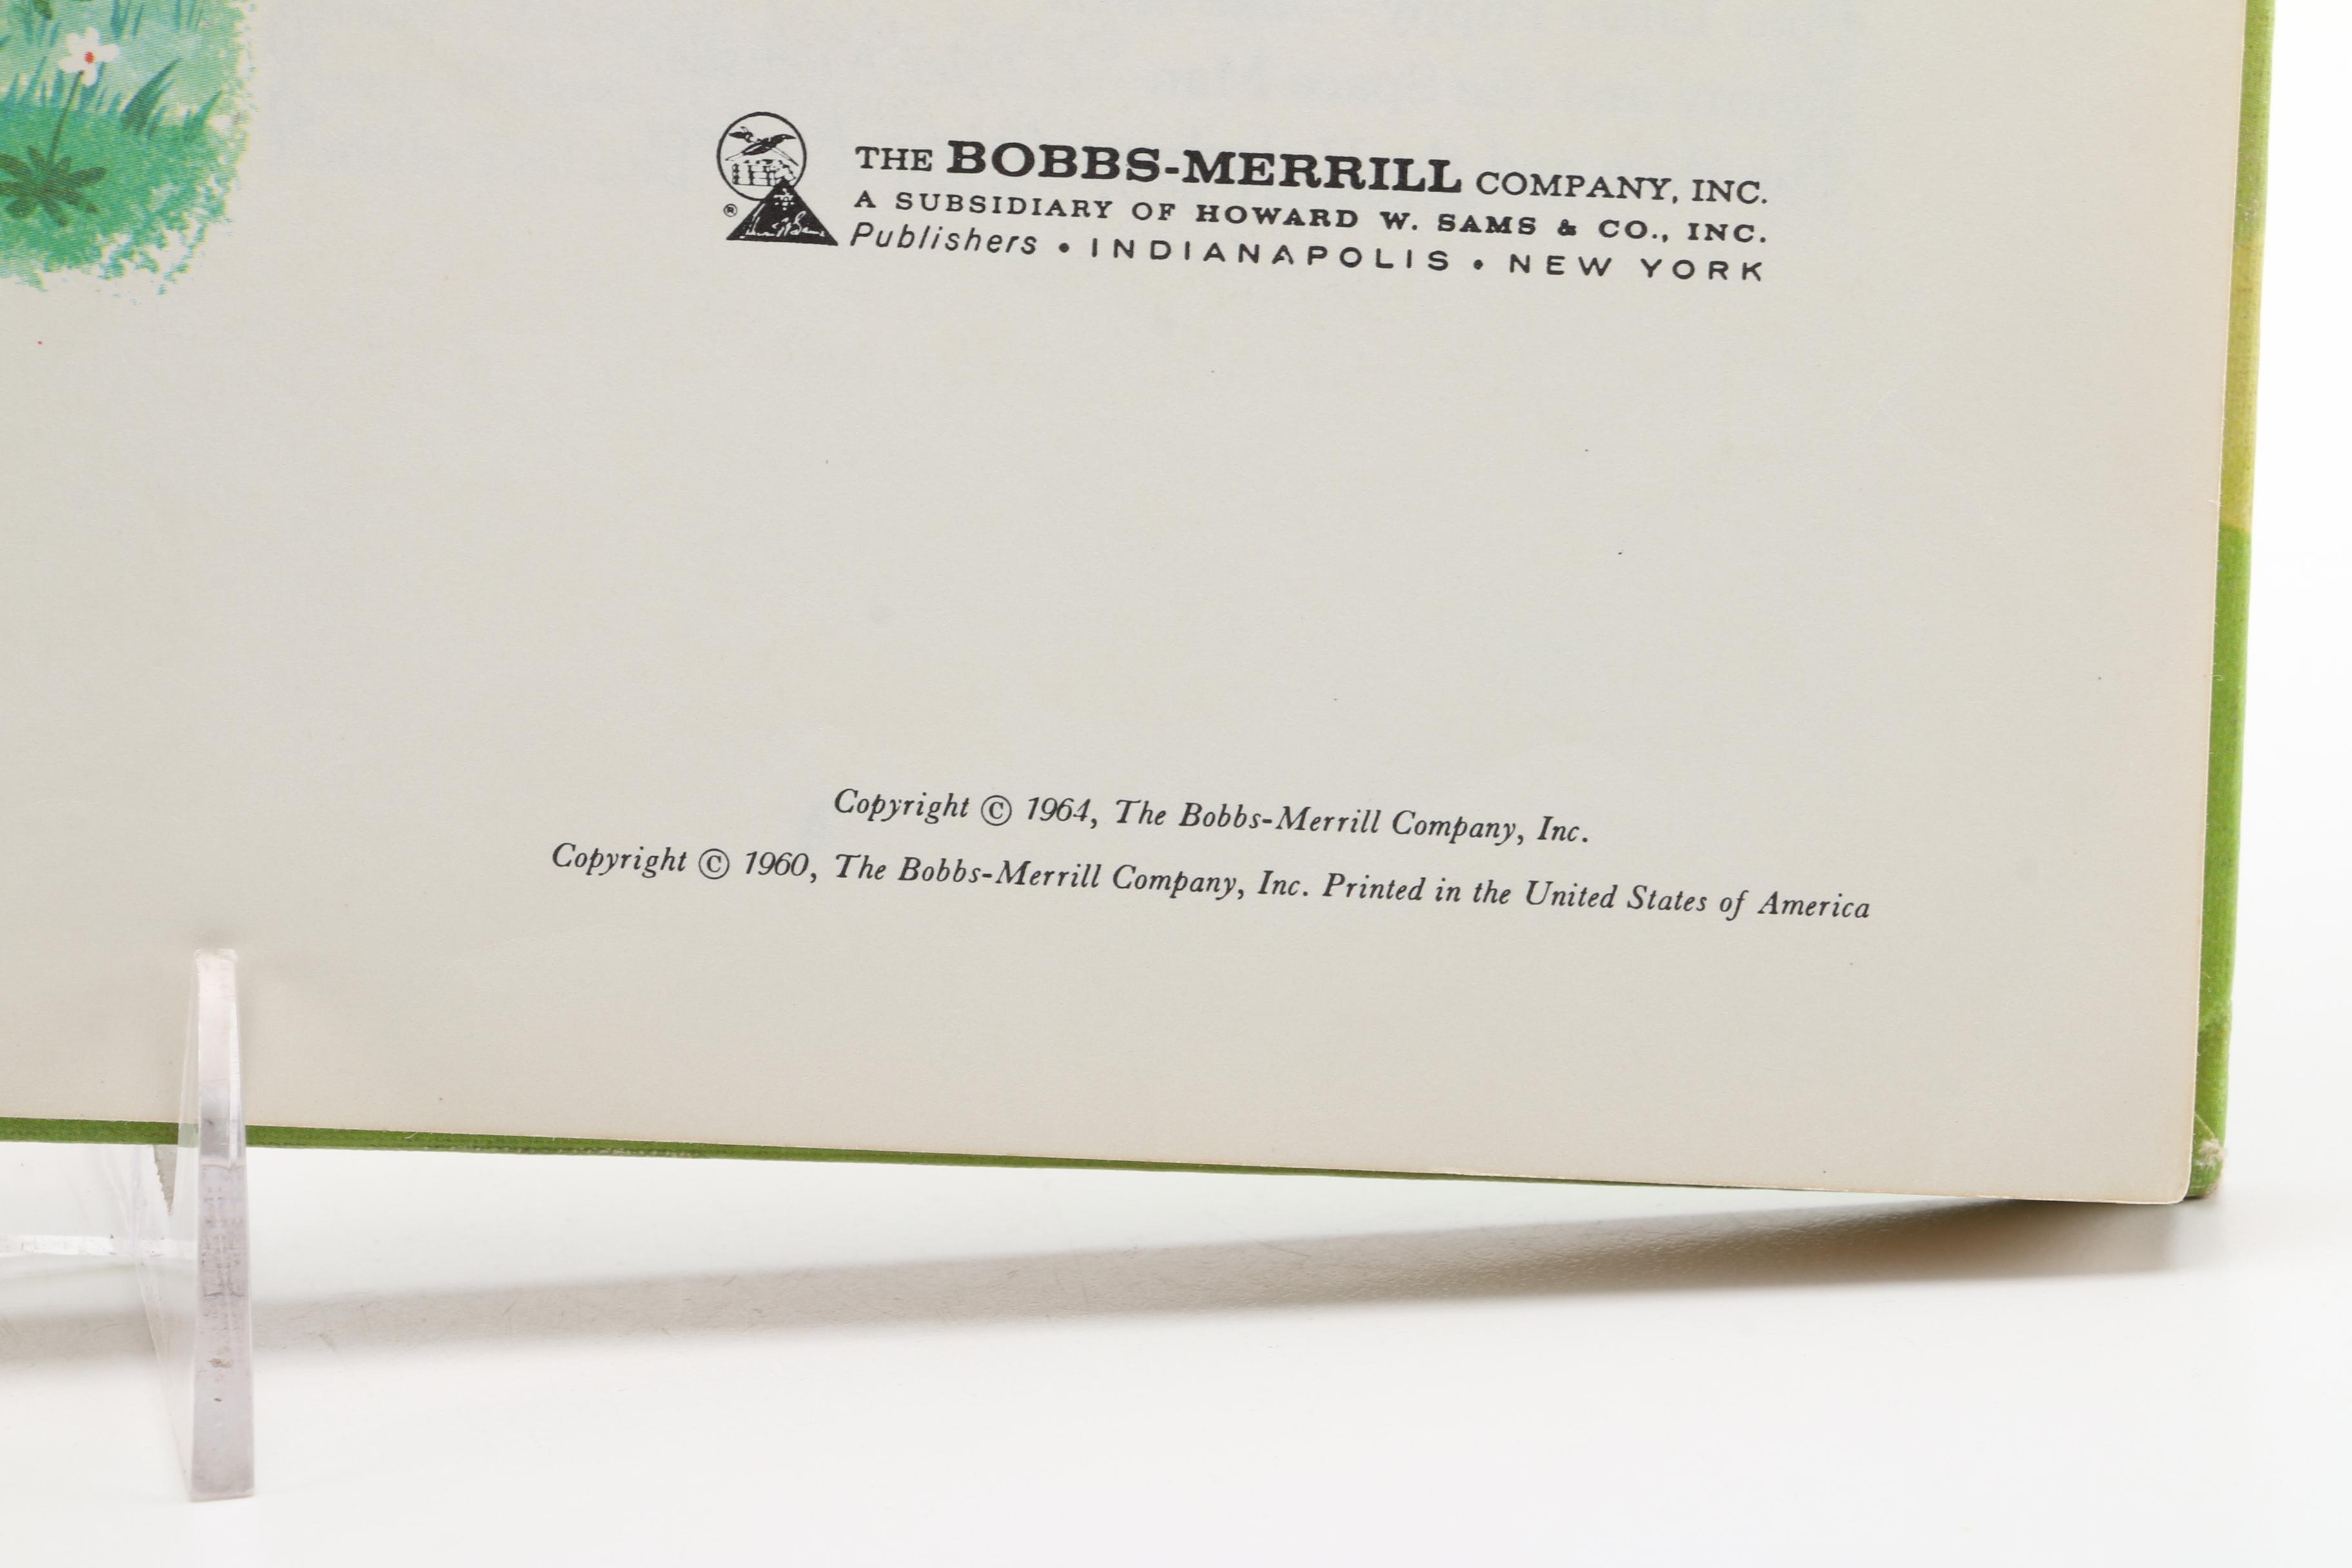 THE BOBBS-MERRILL COMPANY, INC.
A SUBSIDIARY OF HOWARD W. SAMS & CO., INC.
® Publishers • INDIANAPOLIS • NEW YORK
Copyright © 1964, The Bobbs-Merrill Company, Inc.
Copyright © 1960, The Bobbs-Merrill Company, Inc. Printed in the United States of America